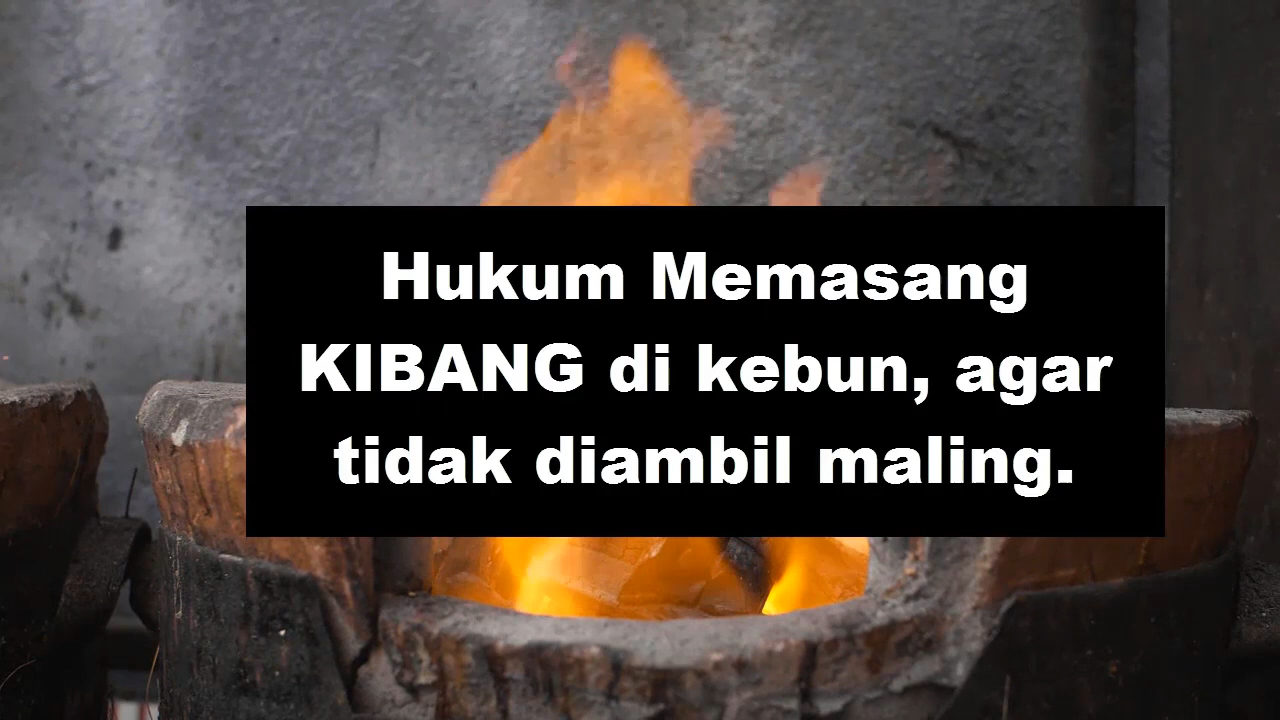 Hukum Memasang
KIBANG di kebun, agar
tidak diambil maling.